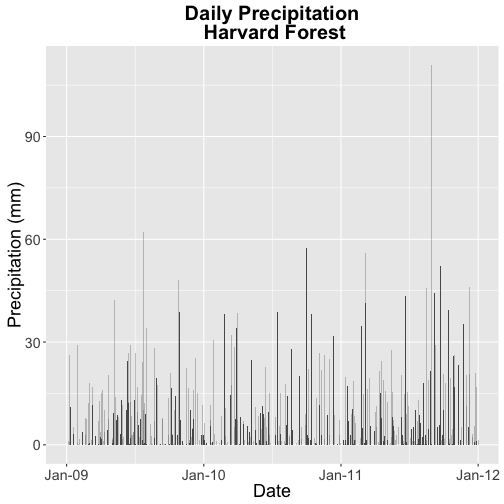 Daily Precipitation
Harvard Forest
Precipitation (mm)
90
60
30
0
Jan-09 Jan-10 Jan-11 Jan-12
Date